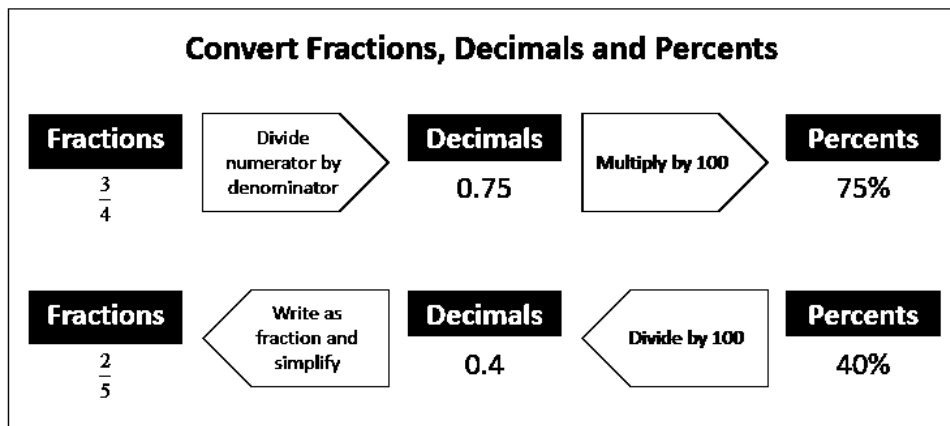 Convert Fractions, Decimals and Percents
Fractions
Divide
numerator by
denominator
Decimals
Multiply by 100
Percents
3/4
0.75
75%
Fractions
Write as
fraction and
simplify
Decimals
Divide by 100
Percents
2/5
0.4
40%